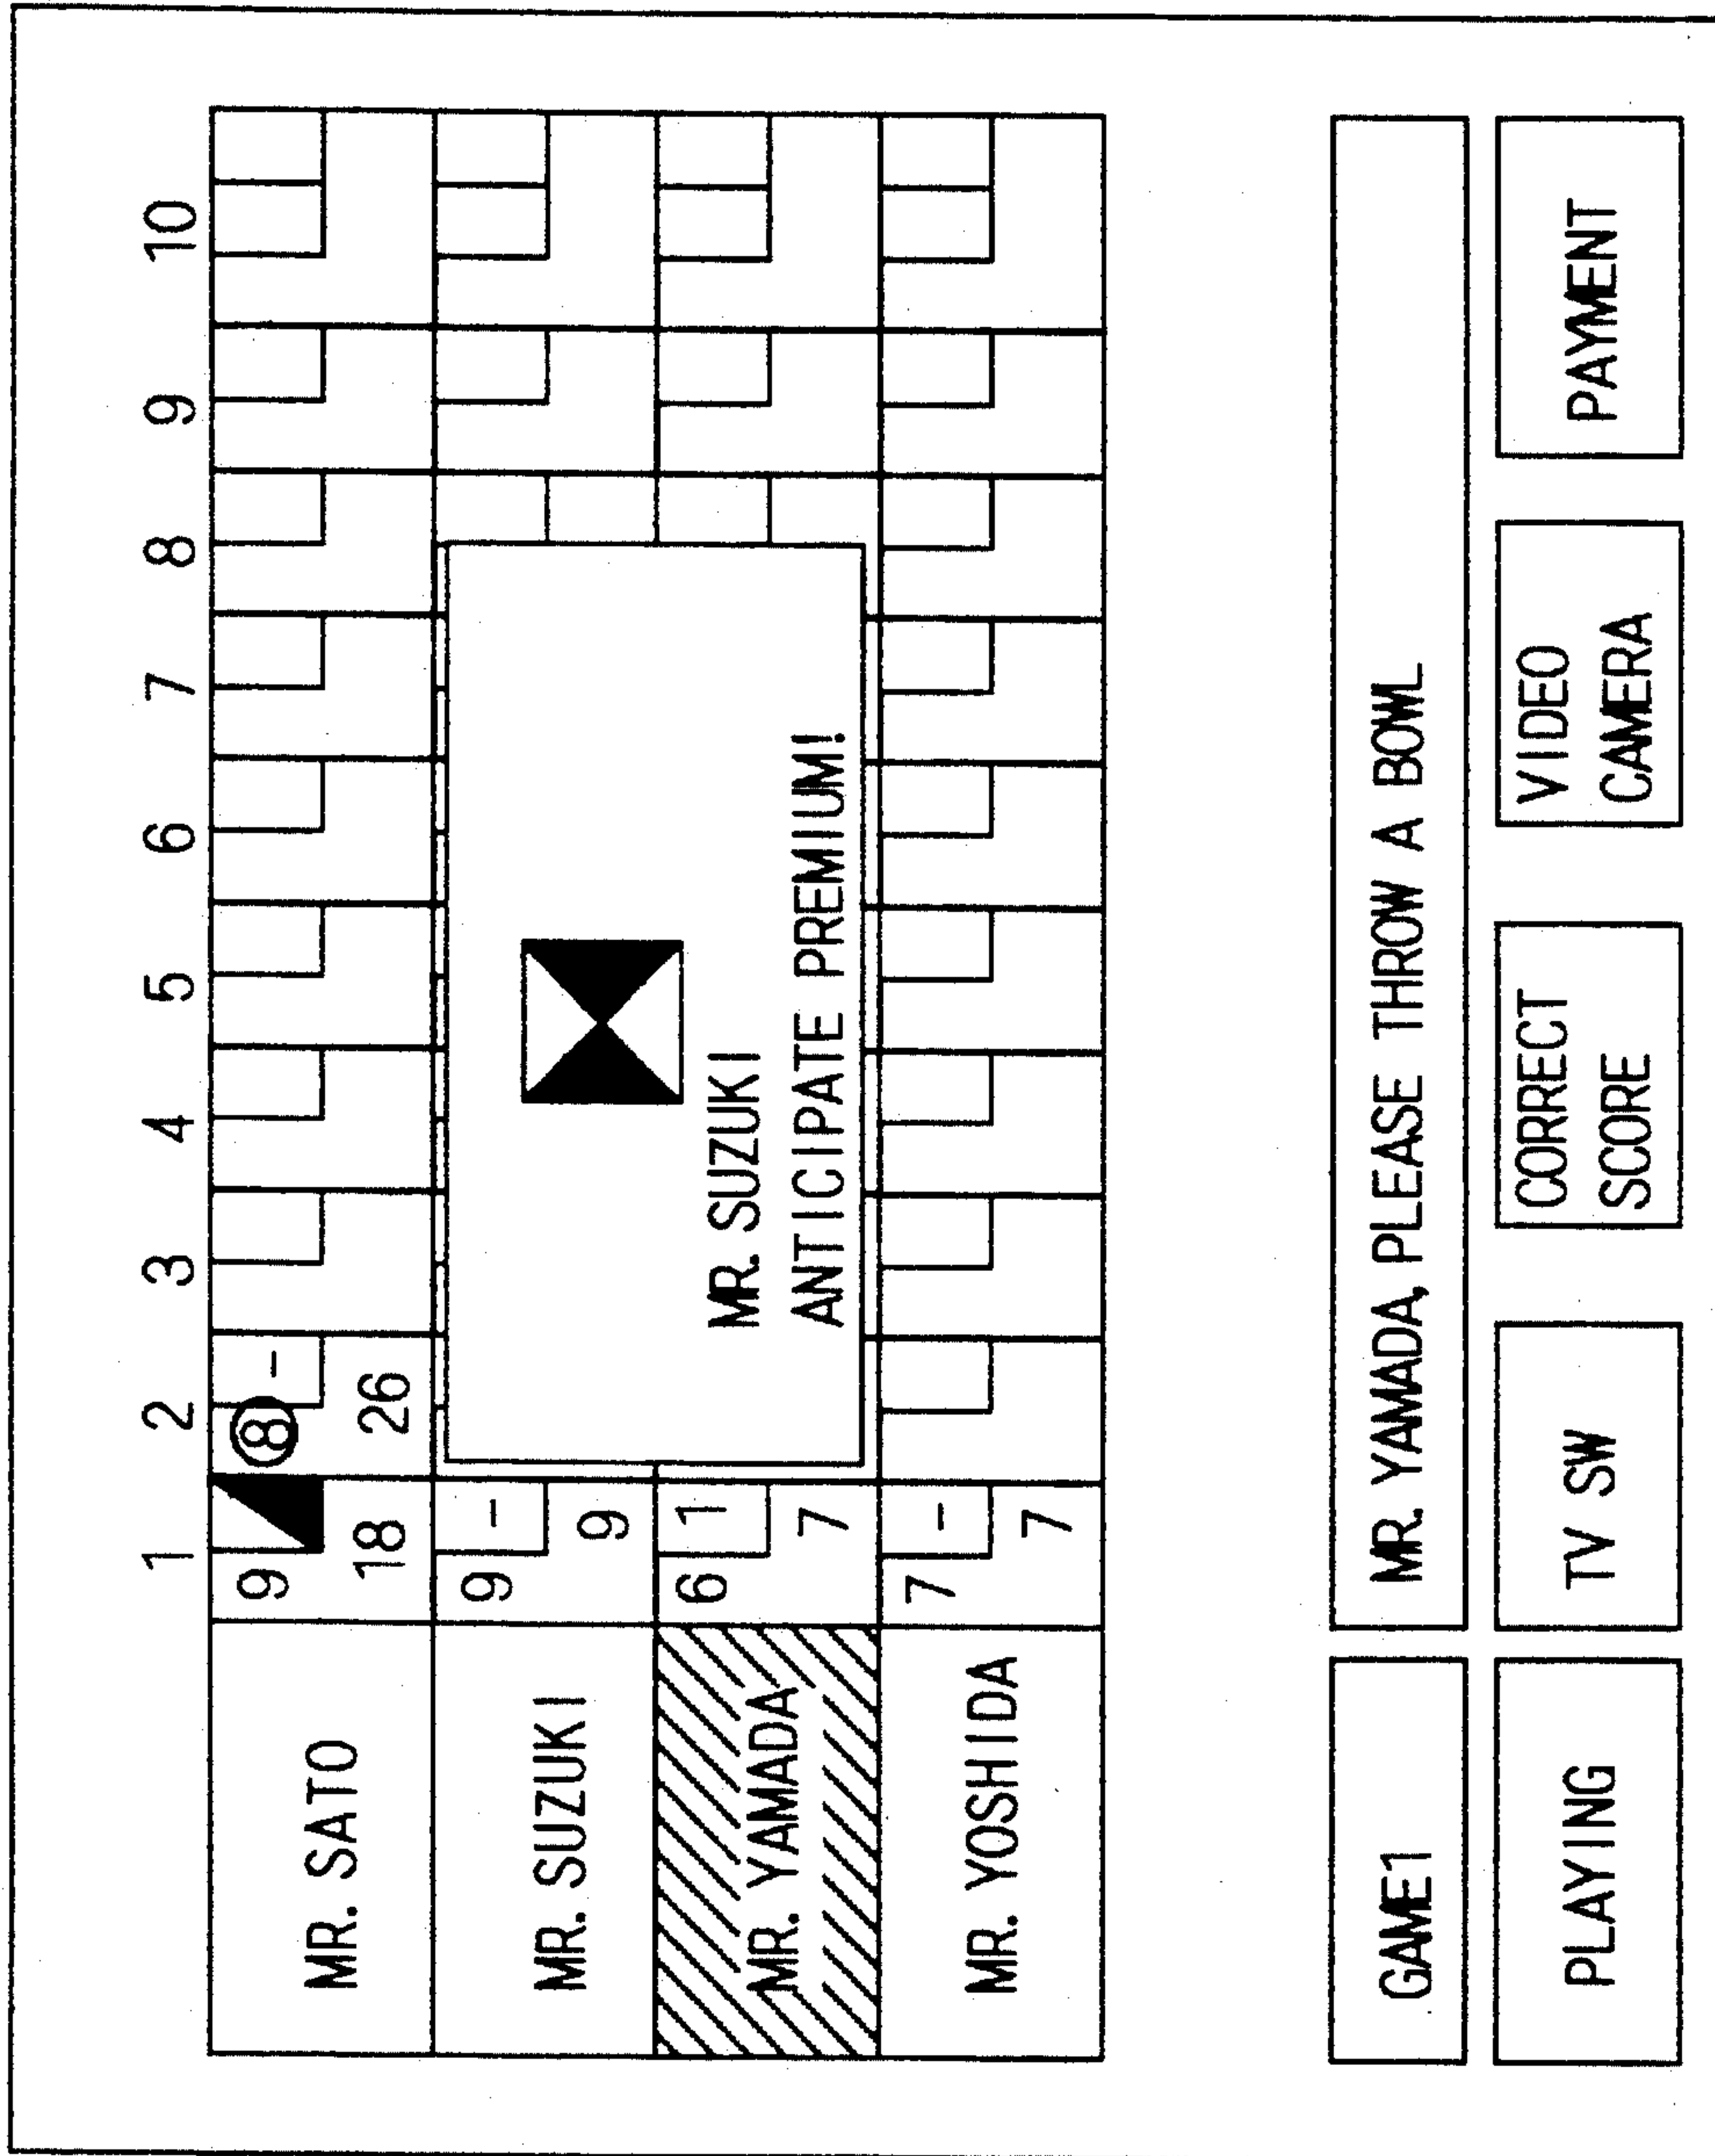 1 2 3 4 5 6 7 8 9 10
MR. SATO 9 8 -
18 26
MR. SUZUKI 9 -
9
MR. YAMADA 6 1
7
MR. YOSHIDA 7 -
7
MR. SUZUKI
ANTICIPATE PREMIUM!
GAME1 MR. YAMADA, PLEASE THROW A BOWL
PLAYING
TV SW
CORRECT
SCORE
VIDEO
CAMERA
PAYMENT